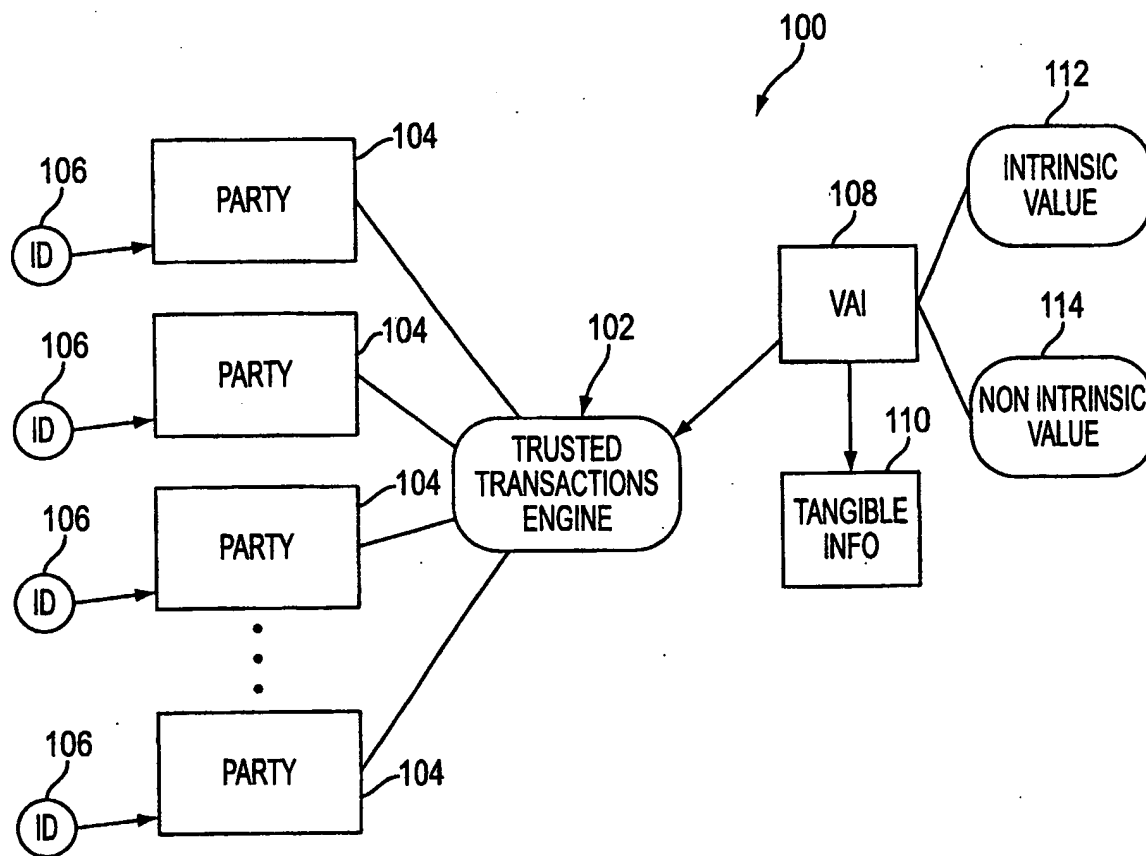 100
112
INTRINSIC
VALUE
106
ID
PARTY
104
108
VAI
114
NON INTRINSIC
VALUE
106
ID
PARTY
104
102
TRUSTED
TRANSACTIONS
ENGINE
110
TANGIBLE
INFO
106
ID
PARTY
104
106
ID
PARTY
104